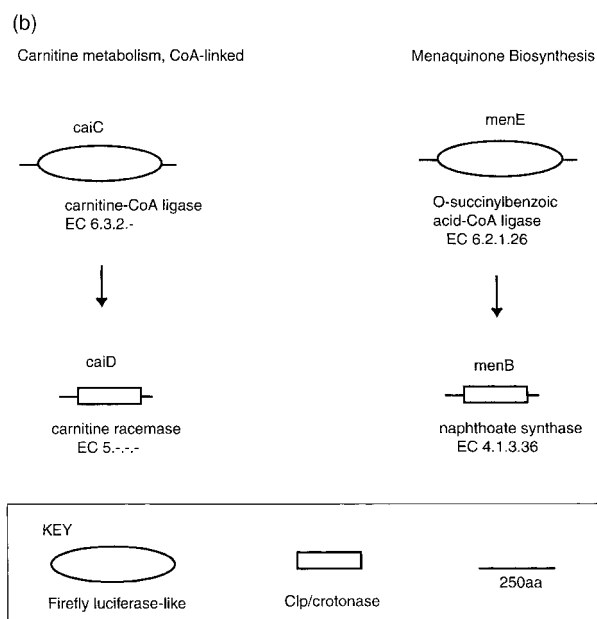 (b)
Carnitine metabolism, CoA-linked
Menaquinone Biosynthesis
caiC
menE
carnitine-CoA ligase
EC 6.3.2.-
O-succinylbenzoic
acid-CoA ligase
EC 6.2.1.26
caiD
menB
carnitine racemase
EC 5.-.-.-
naphthoate synthase
EC 4.1.3.36
KEY
Firefly luciferase-like
Clp/crotonase
250aa